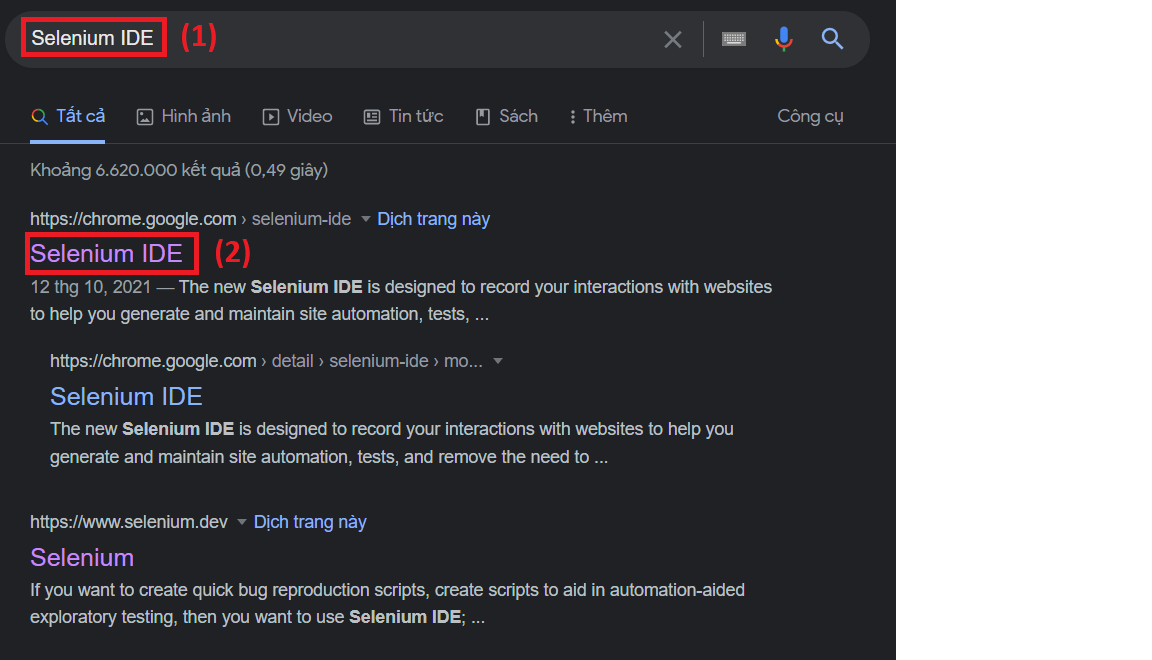 Selenium IDE (1)
Tất cả Hình ảnh Video Tin tức Sách Thêm Công cụ
Khoảng 6.620.000 kết quả (0,49 giây)
https://chrome.google.com › selenium-ide Dịch trang này
Selenium IDE (2)
12 thg 10, 2021 — The new Selenium IDE is designed to record your interactions with websites
to help you generate and maintain site automation, tests, ...
https://chrome.google.com › detail › selenium-ide › mo...
Selenium IDE
The new Selenium IDE is designed to record your interactions with websites to help you
generate and maintain site automation, tests, and remove the need to ...
https://www.selenium.dev Dịch trang này
Selenium
If you want to create quick bug reproduction scripts, create scripts to aid in automation-aided
exploratory testing, then you want to use Selenium IDE; ...